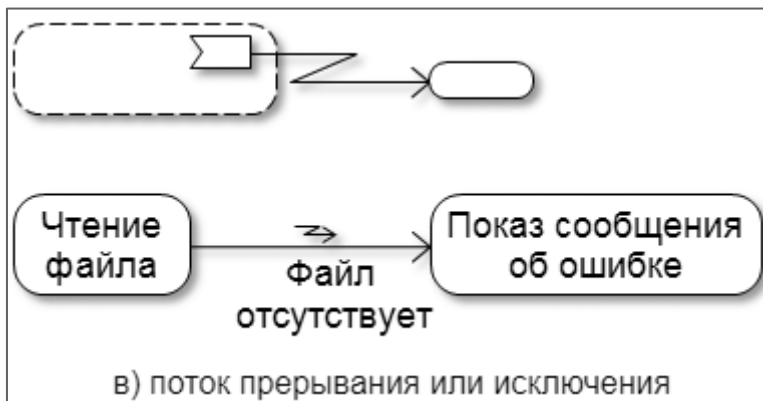 Чтение
файла
Файл
отсутствует
Показ сообщения
об ошибке
в) поток прерывания или исключения